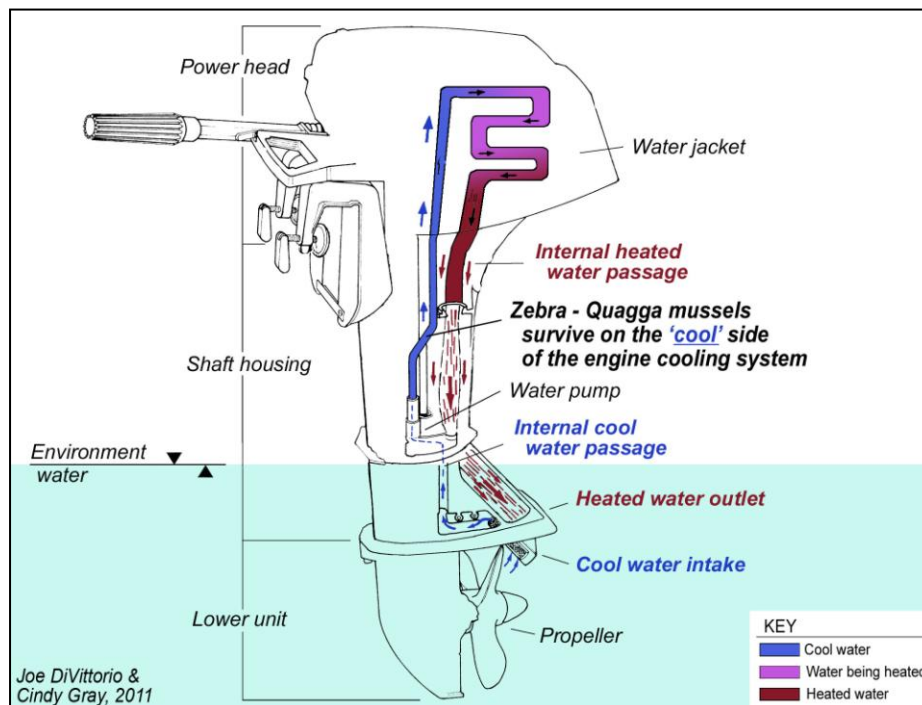 Power head
Water jacket
Internal heated
water passage
Zebra - Quagga mussels
survive on the ‘cool’ side
of the engine cooling system
Shaft housing
Water pump
Internal cool
water passage
Environment
water
Heated water outlet
Cool water intake
Lower unit
Propeller
KEY
Cool water
Water being heated
Heated water
Joe DiVittorio &
Cindy Gray, 2011